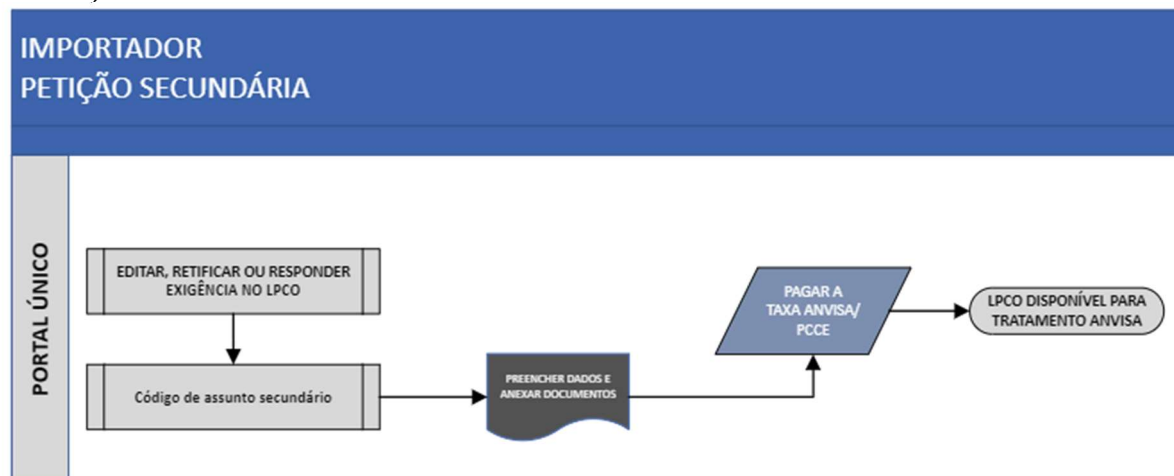 IMPORTADOR
PETIÇÃO SECUNDÁRIA
PORTAL ÚNICO
EDITAR, RETIFICAR OU RESPONDER
EXIGÊNCIA NO LPCO
Código de assunto secundário
PREENCHER DADOS E
ANEXAR DOCUMENTOS
PAGAR A
TAXA ANVISA/
PCCE
LPCO DISPONÍVEL PARA
TRATAMENTO ANVISA